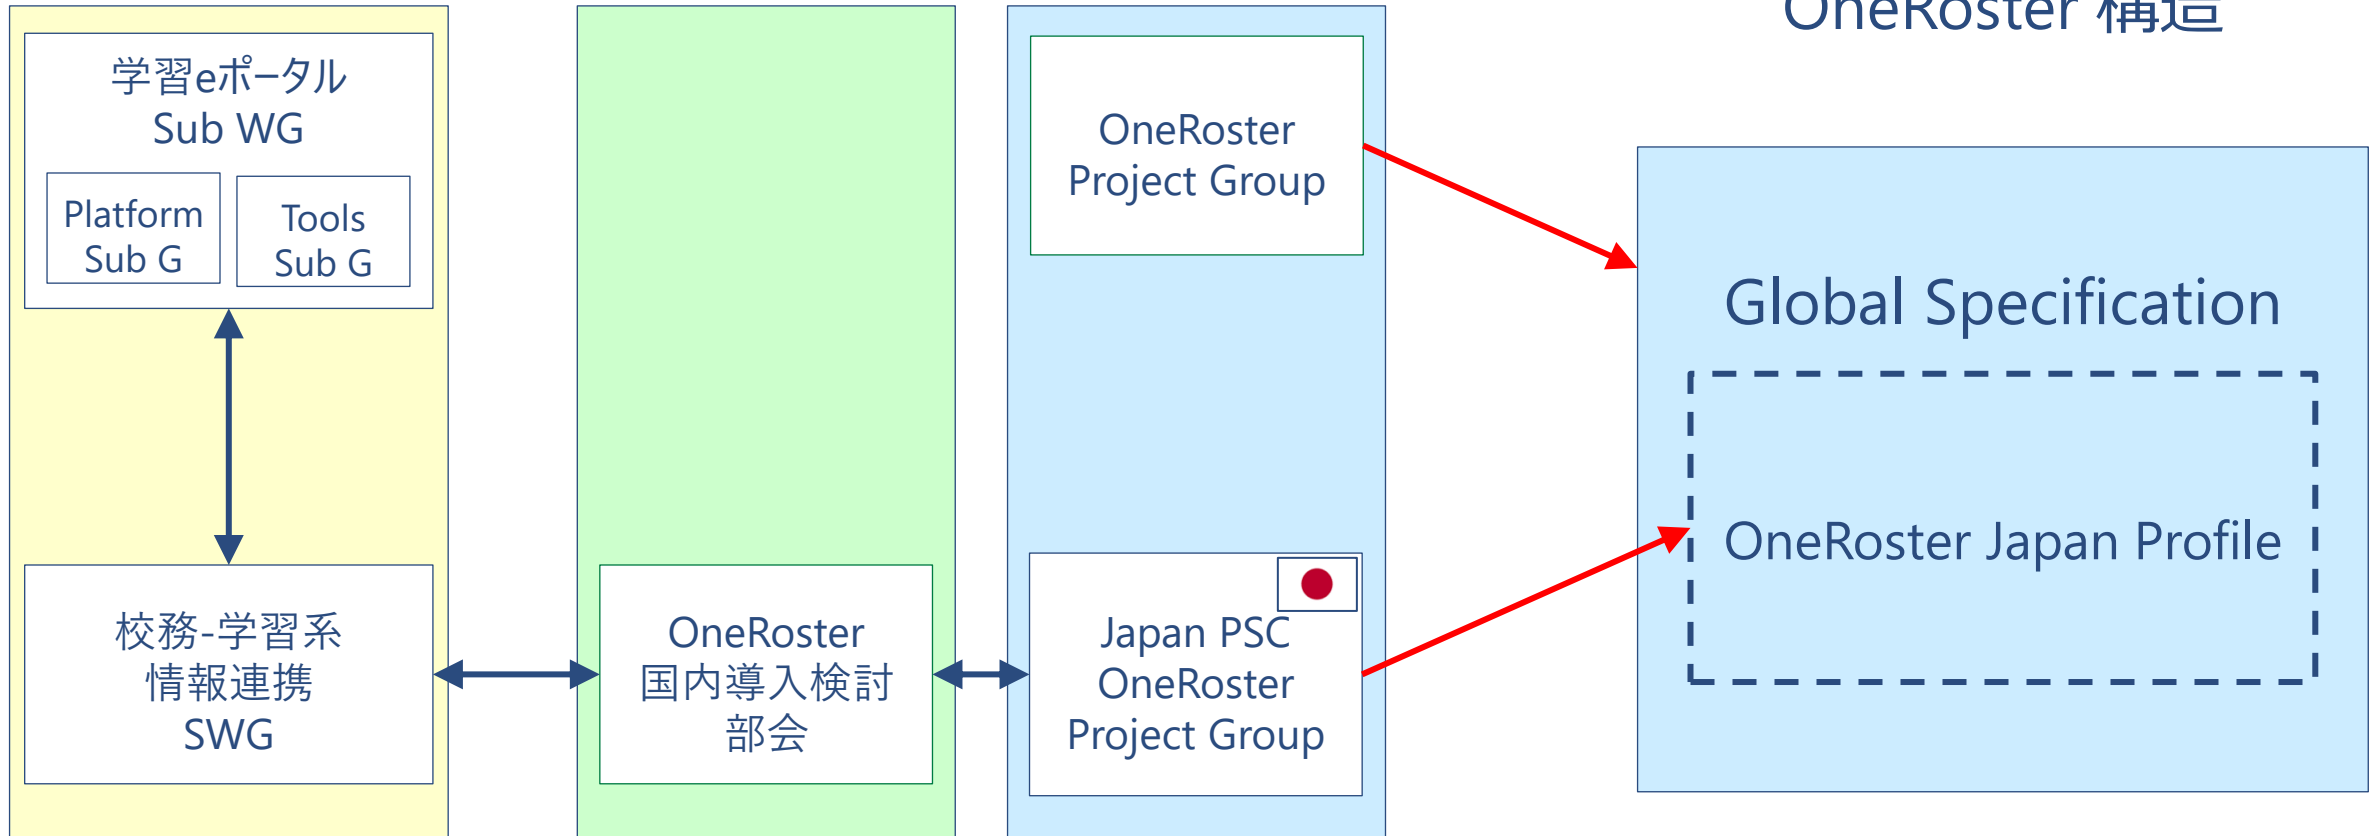 OneRoster 構造
学習eポータル
Sub WG
Platform
Sub G
Tools
Sub G
校務-学習系
情報連携
SWG
OneRoster
国内導入検討
部会
OneRoster
Project Group
Japan PSC
OneRoster
Project Group
Global Specification
OneRoster Japan Profile